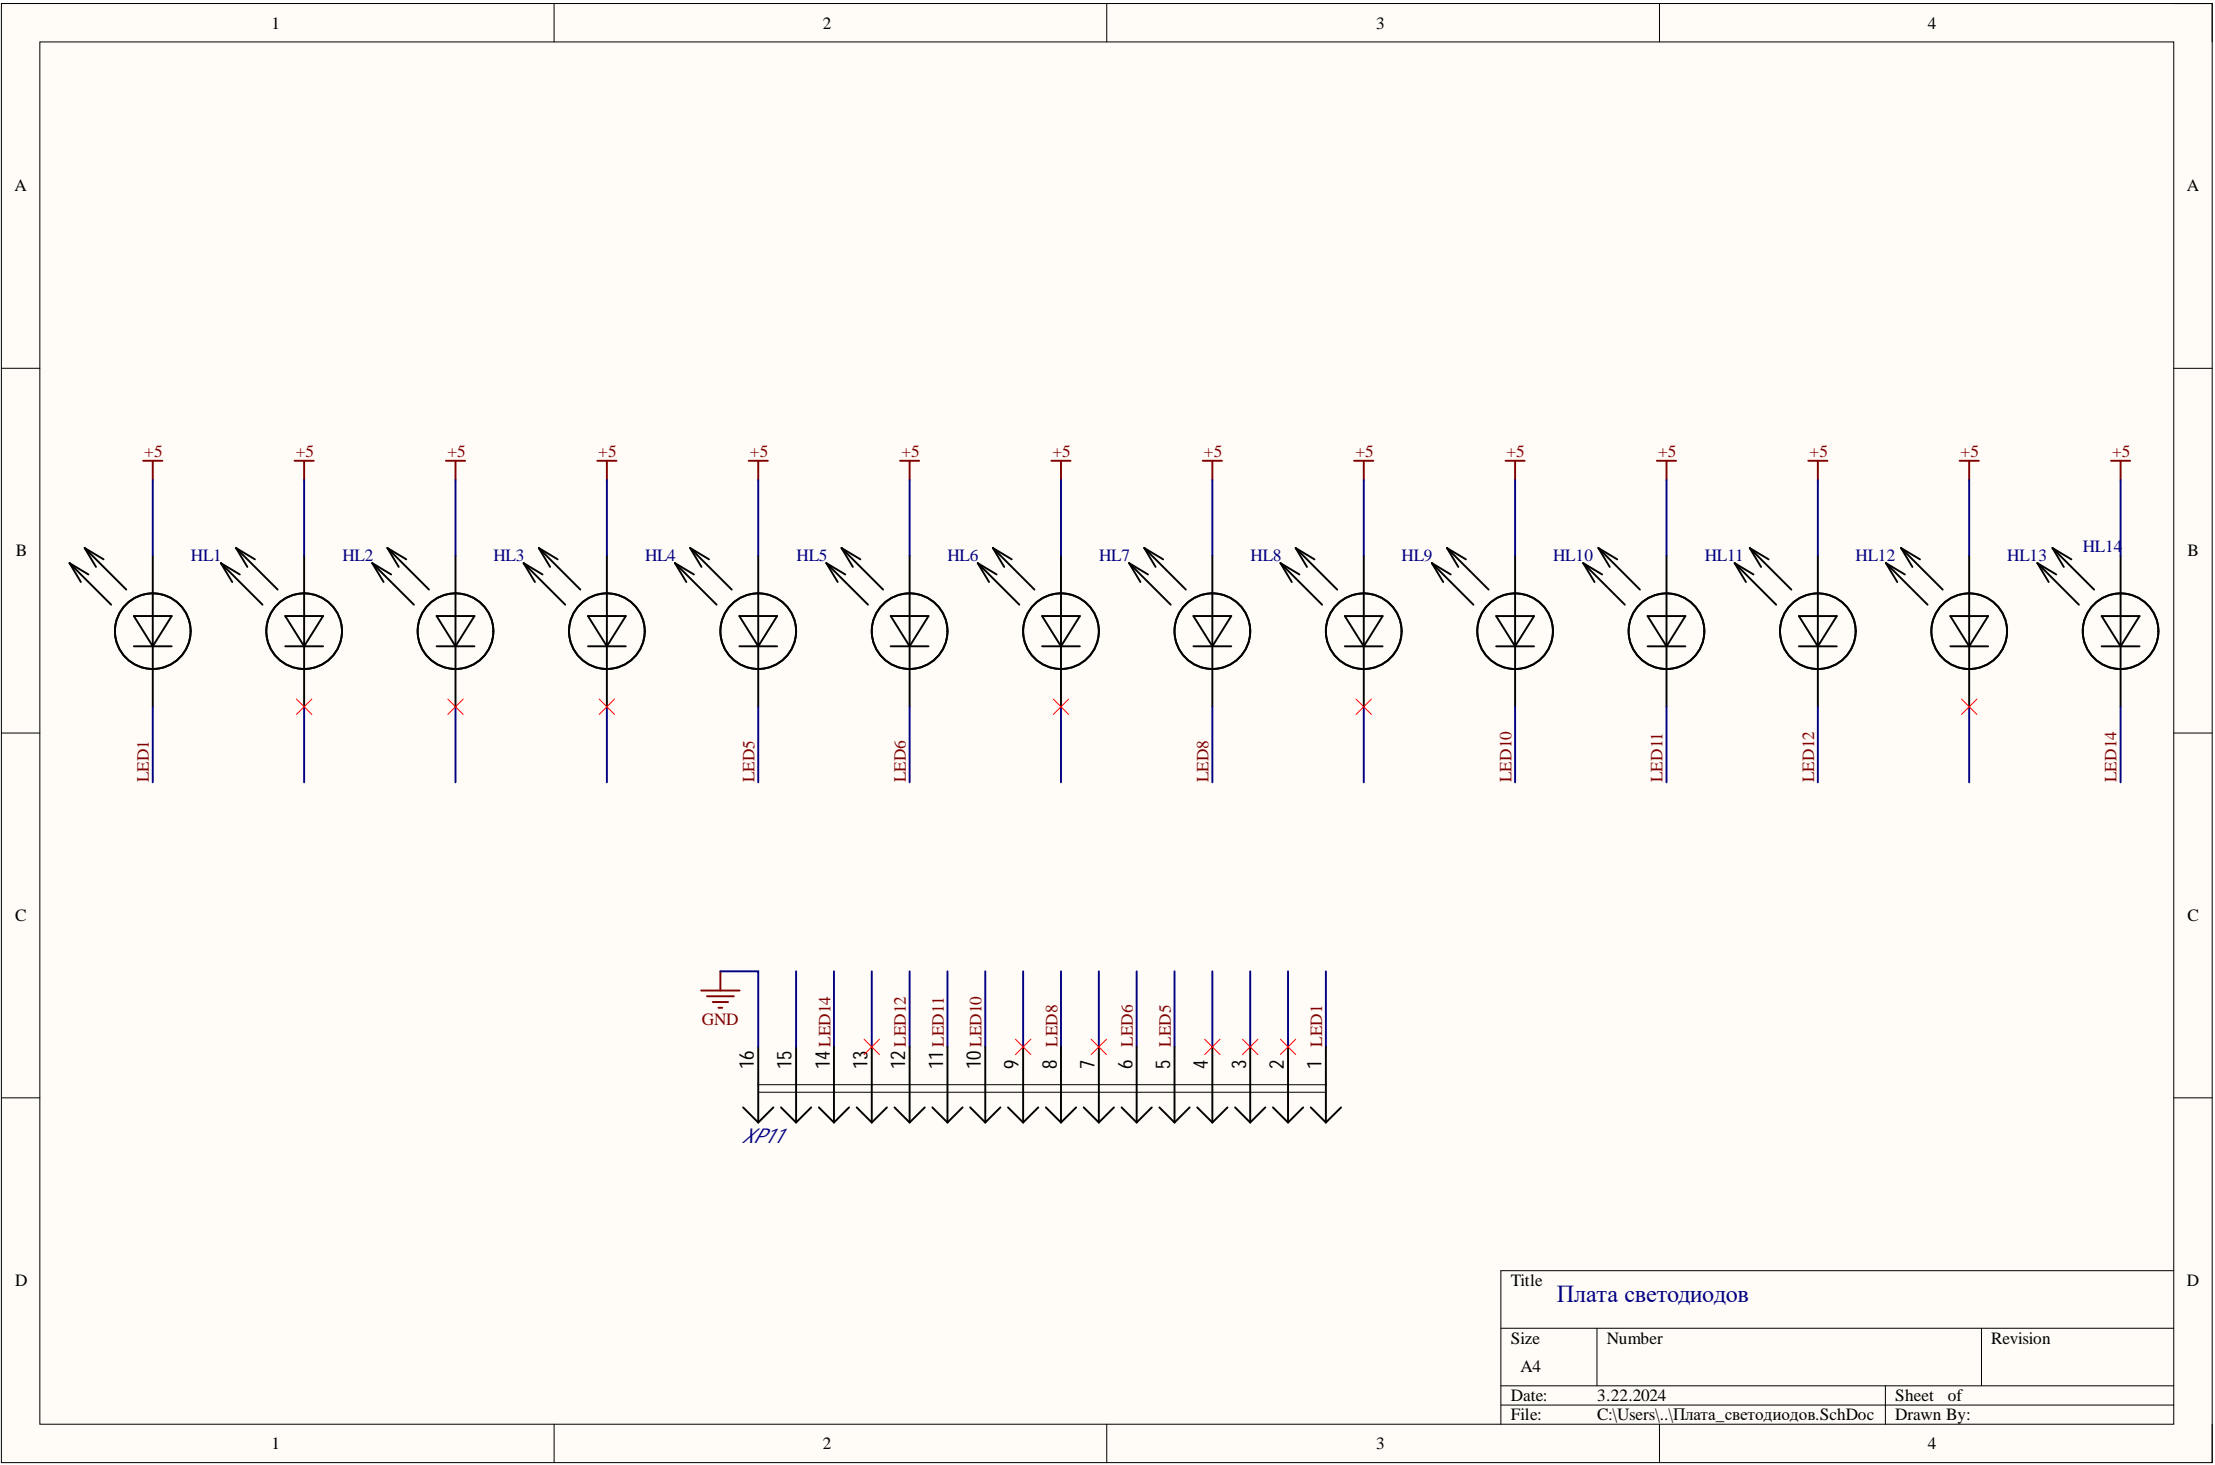 1 2 3 4
A A
+5 +5 +5 +5 +5 +5 +5 +5 +5 +5 +5 +5 +5 +5
B HL1 HL2 HL3 HL4 HL5 HL6 HL7 HL8 HL9 HL10 HL11 HL12 HL13 HL14 B
LED1 LED5 LED6 LED8 LED10 LED11 LED12 LED14
C C
GND LED14 LED12 LED11 LED10 LED8 LED6 LED5 LED1
16 15 14 13 12 11 10 9 8 7 6 5 4 3 2 1
XP11
D D
Title Плата светодиодов
Size Number Revision
A4
Date: 3.22.2024 Sheet of
File: C:\Users\..\Плата_светодиодов.SchDoc Drawn By:
1 2 3 4